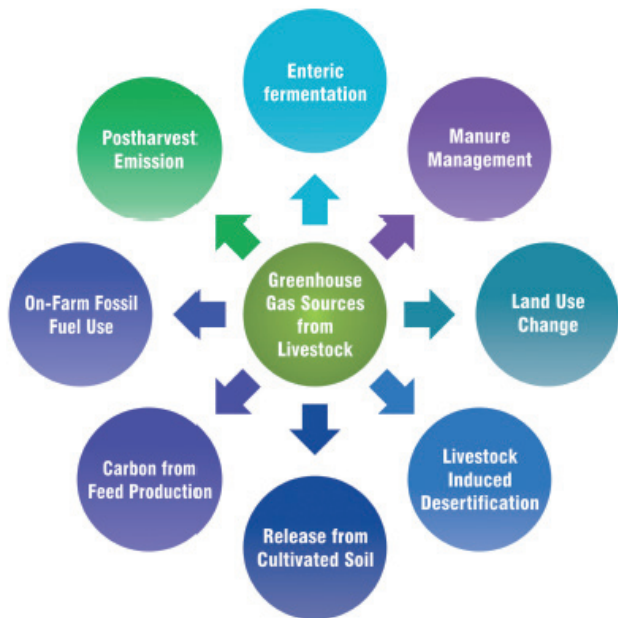 Enteric
fermentation
Manure
Management
Land Use
Change
Livestock
Induced
Desertification
Release from
Cultivated Soil
Carbon from
Feed Production
On-Farm Fossil
Fuel Use
Postharvest
Emission
Greenhouse
Gas Sources
from
Livestock